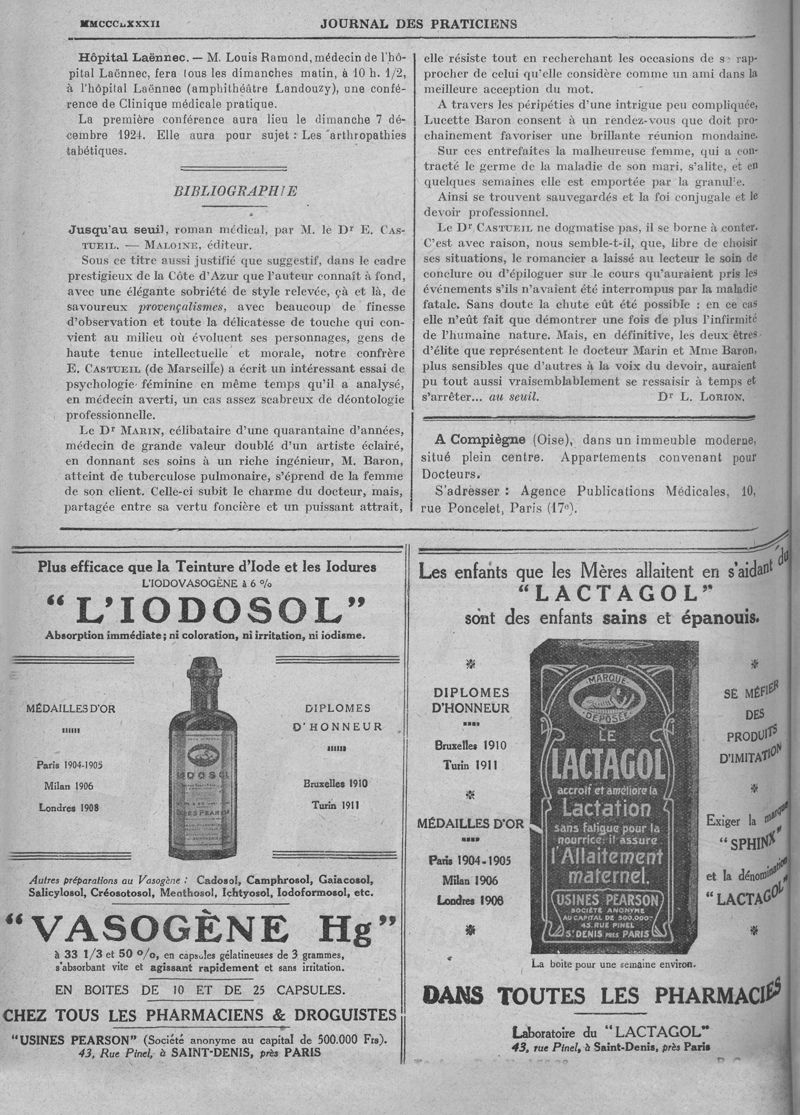 MMCCCLXXXII
JOURNAL DES PRATICIENS
Hôpital Laënnec. — M. Louis Ramond, médecin de l'hô-
pital Laënnec, fera tous les dimanches matin, à 10 h. 1/2,
à l'hôpital Laënnec (amphithéâtre Landouzy), une confé-
rence de Clinique médicale pratique.
La première conférence aura lieu le dimanche 7 dé-
cembre 1924. Elle aura pour sujet : Les arthropathies
tabétiques.
BIBLIOGRAPHIE
Jusqu'au seuil, roman médical, par M. le Dr E. CAS-
TUEIL. — MALOINE, éditeur.
Sous ce titre aussi justifié que suggestif, dans le cadre
prestigieux de la Côte d'Azur que l'auteur connaît à fond,
avec une élégante sobriété de style relevée, çà et là, de
savoureux provençalismes, avec beaucoup de finesse
d'observation et toute la délicatesse de touche qui con-
vient au milieu où évoluent ses personnages, gens de
haute tenue intellectuelle et morale, notre confrère
E. CASTUEIL (de Marseille) a écrit un intéressant essai de
psychologie féminine en même temps qu'il a analysé,
en médecin averti, un cas assez scabreux de déontologie
professionnelle.
Le Dr MARIN, célibataire d'une quarantaine d'années,
médecin de grande valeur doublé d'un artiste éclairé,
en donnant ses soins à un riche ingénieur, M. Baron,
atteint de tuberculose pulmonaire, s'éprend de la femme
de son client. Celle-ci subit le charme du docteur, mais,
partagée entre sa vertu foncière et un puissant attrait,
elle résiste tout en recherchant les occasions de se rap-
procher de celui qu'elle considère comme un ami dans la
meilleure acception du mot.
A travers les péripéties d'une intrigue peu compliquée,
Lucette Baron consent à un rendez-vous que doit pro-
chainement favoriser une brillante réunion mondaine.
Sur ces entrefaites la malheureuse femme, qui a con-
tracté le germe de la maladie de son mari, s'alite, et en
quelques semaines elle est emportée par la granulie.
Ainsi se trouvent sauvegardés et la foi conjugale et le
devoir professionnel.
Le Dr CASTUEIL ne dogmatise pas, il se borne à conter.
C'est avec raison, nous semble-t-il, que, libre de choisir
ses situations, le romancier a laissé au lecteur le soin de
conclure ou d'épiloguer sur le cours qu'auraient pris les
événements s'ils n'avaient été interrompus par la maladie
fatale. Sans doute la chute eût été possible : en ce cas
elle n'eût fait que démontrer une fois de plus l'infirmité
de l'humaine nature. Mais, en définitive, les deux êtres
d'élite que représentent le docteur Marin et Mme Baron,
plus sensibles que d'autres à la voix du devoir, auraient
pu tout aussi vraisemblablement se ressaisir à temps et
s'arrêter... au seuil. Dr L. LORION.
A Compiègne (Oise), dans un immeuble moderne,
situé plein centre. Appartements convenant pour
Docteurs.
S'adresser : Agence Publications Médicales, 10,
rue Poncelet, Paris (17e).
Plus efficace que la Teinture d'Iode et les Iodures
L'IODOVASOGÈNE à 6 %
"L'IODOSOL"
Absorption immédiate ; ni coloration, ni irritation, ni iodisme.
MÉDAILLES D'OR
Paris 1904-1905
Milan 1906
Londres 1908
IODOSOL
USINES PEARSON
DIPLOMES
D'HONNEUR
Bruxelles 1910
Turin 1911
Autres préparations au Vasogène : Cadosol, Camphrosol, Gaiacosol,
Salicylosol, Créosotosol, Menthosol, Ichtyosol, Iodoformosol, etc.
"VASOGÈNE Hg"
à 33 1/3 et 50 %, en capsules gélatineuses de 3 grammes,
s'absorbant vite et agissant rapidement et sans irritation.
EN BOITES DE 10 ET DE 25 CAPSULES.
CHEZ TOUS LES PHARMACIENS & DROGUISTES
"USINES PEARSON" (Société anonyme au capital de 500.000 Frs).
43, Rue Pinel, à SAINT-DENIS, près PARIS
Les enfants que les Mères allaitent en s'aidant du
"LACTAGOL"
sont des enfants sains et épanouis.
DIPLOMES
D'HONNEUR
Bruxelles 1910
Turin 1911
MÉDAILLES D'OR
Paris 1904-1905
Milan 1906
Londres 1908
MARQUE
DÉPOSÉE
LE
LACTAGOL
accroît et améliore la
Lactation
sans fatigue pour la
nourrice: il assure
l'Allaitement
maternel.
USINES PEARSON
SOCIÉTÉ ANONYME
AU CAPITAL DE 500.000
43. RUE PINEL
St DENIS PRÈS PARIS
SE MÉFIER
DES
PRODUITS
D'IMITATION
Exiger la marque
"SPHINX"
et la dénomination
"LACTAGOL"
La boite pour une semaine environ.
DANS TOUTES LES PHARMACIES
Laboratoire du "LACTAGOL"
43, rue Pinel, à Saint-Denis, près Paris